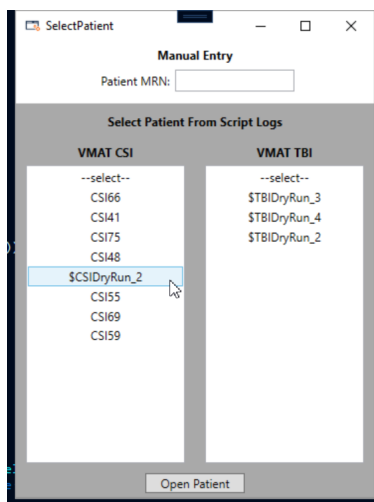 SelectPatient
Manual Entry
Patient MRN:
Select Patient From Script Logs
VMAT CSI
--select--
CSI66
CSI41
CSI75
CSI48
$CSIDryRun_2
CSI55
CSI69
CSI59
VMAT TBI
--select--
$TBIDryRun_3
$TBIDryRun_4
$TBIDryRun_2
Open Patient